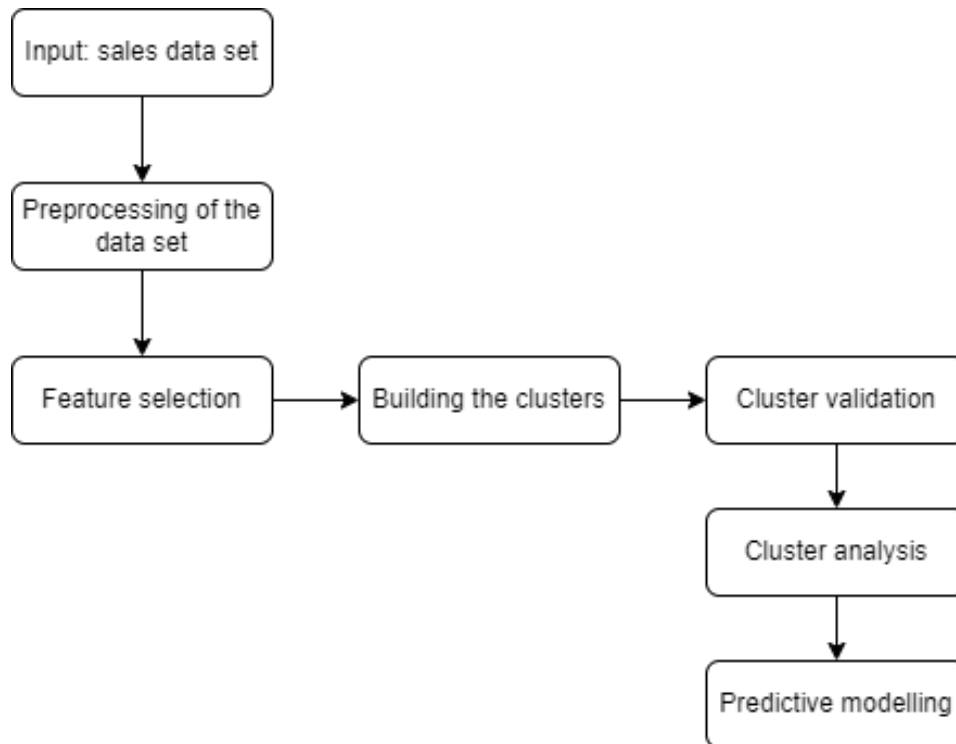 Input: sales data set
Preprocessing of the
data set
Feature selection
Building the clusters
Cluster validation
Cluster analysis
Predictive modelling